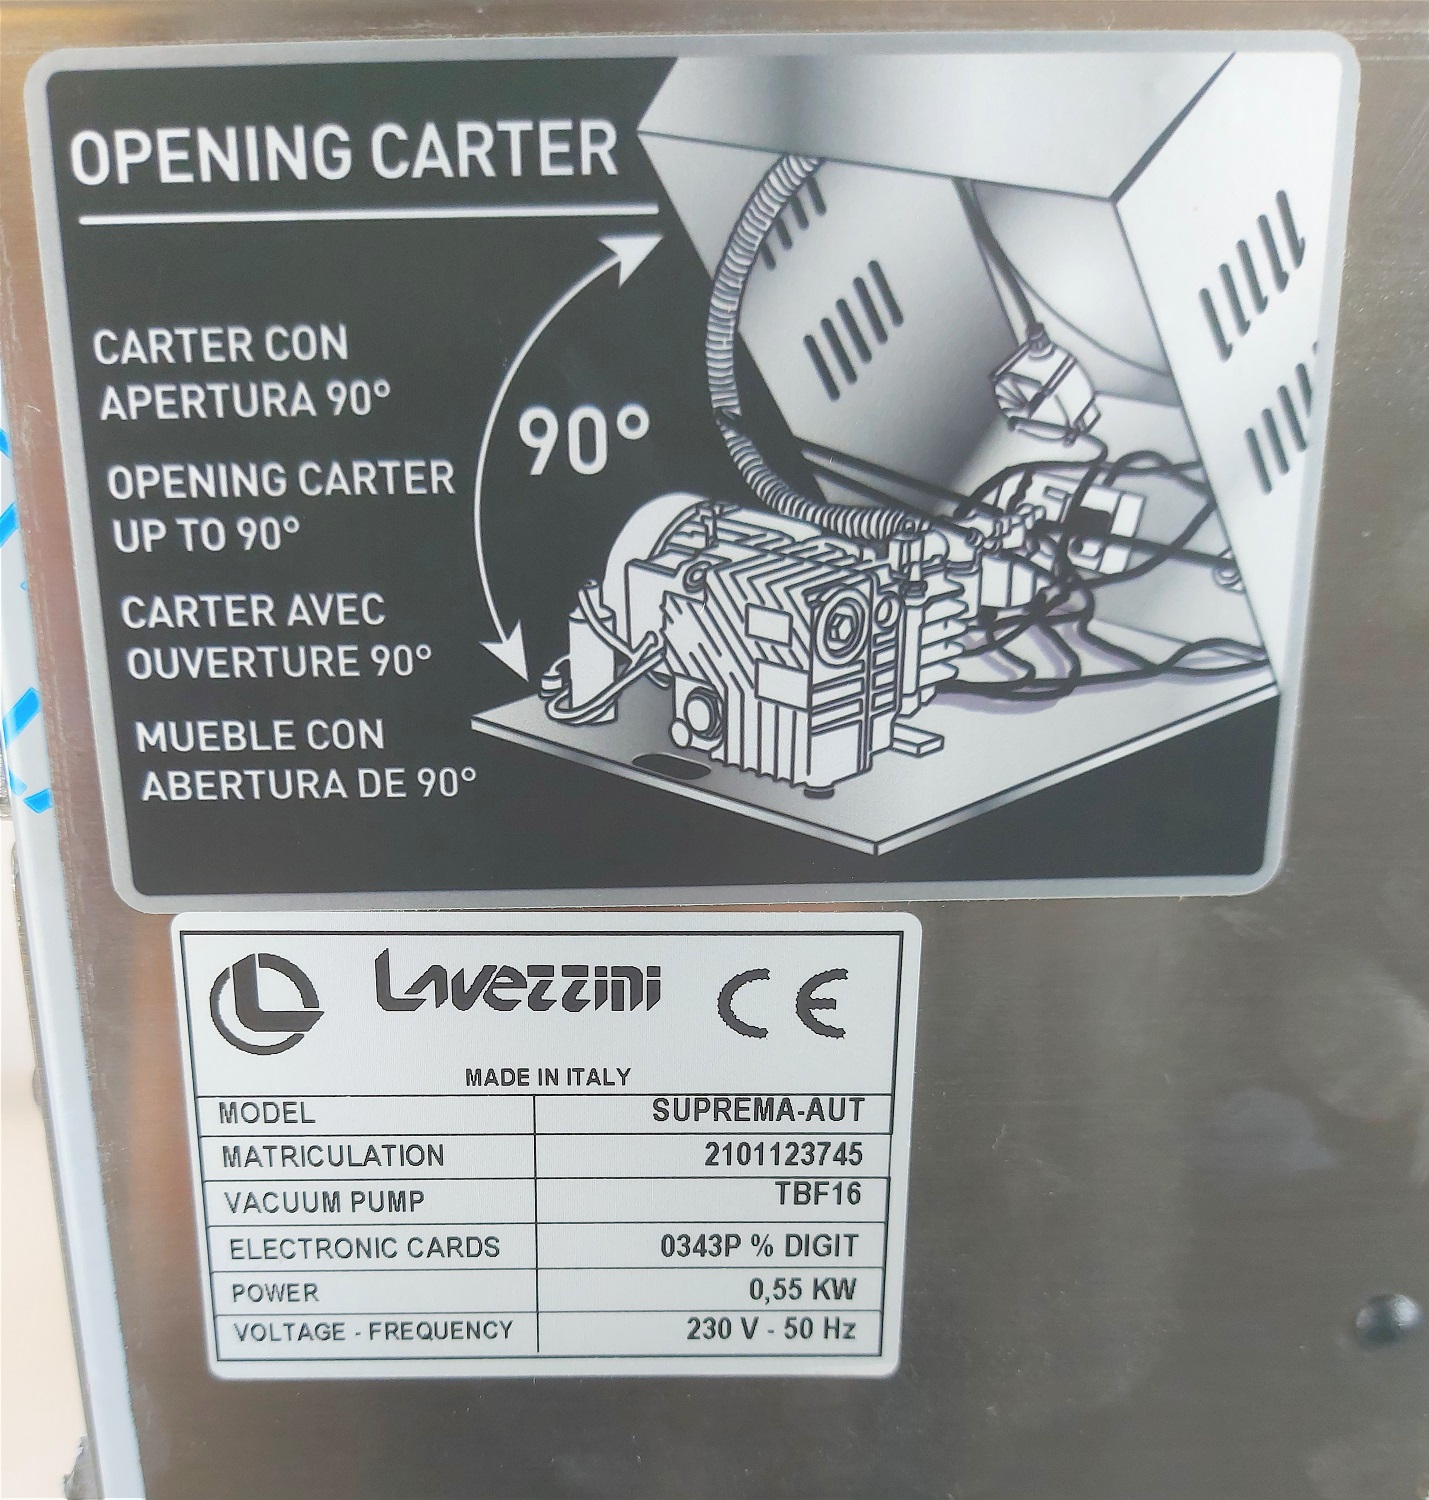 OPENING CARTER
CARTER CON
APERTURA 90°
OPENING CARTER
UP TO 90°
CARTER AVEC
OUVERTURE 90°
MUEBLE CON
ABERTURA DE 90°
90°
Lavezzini CE
MADE IN ITALY
MODEL SUPREMA-AUT
MATRICULATION 2101123745
VACUUM PUMP TBF16
ELECTRONIC CARDS 0343P % DIGIT
POWER 0,55 KW
VOLTAGE - FREQUENCY 230 V - 50 Hz